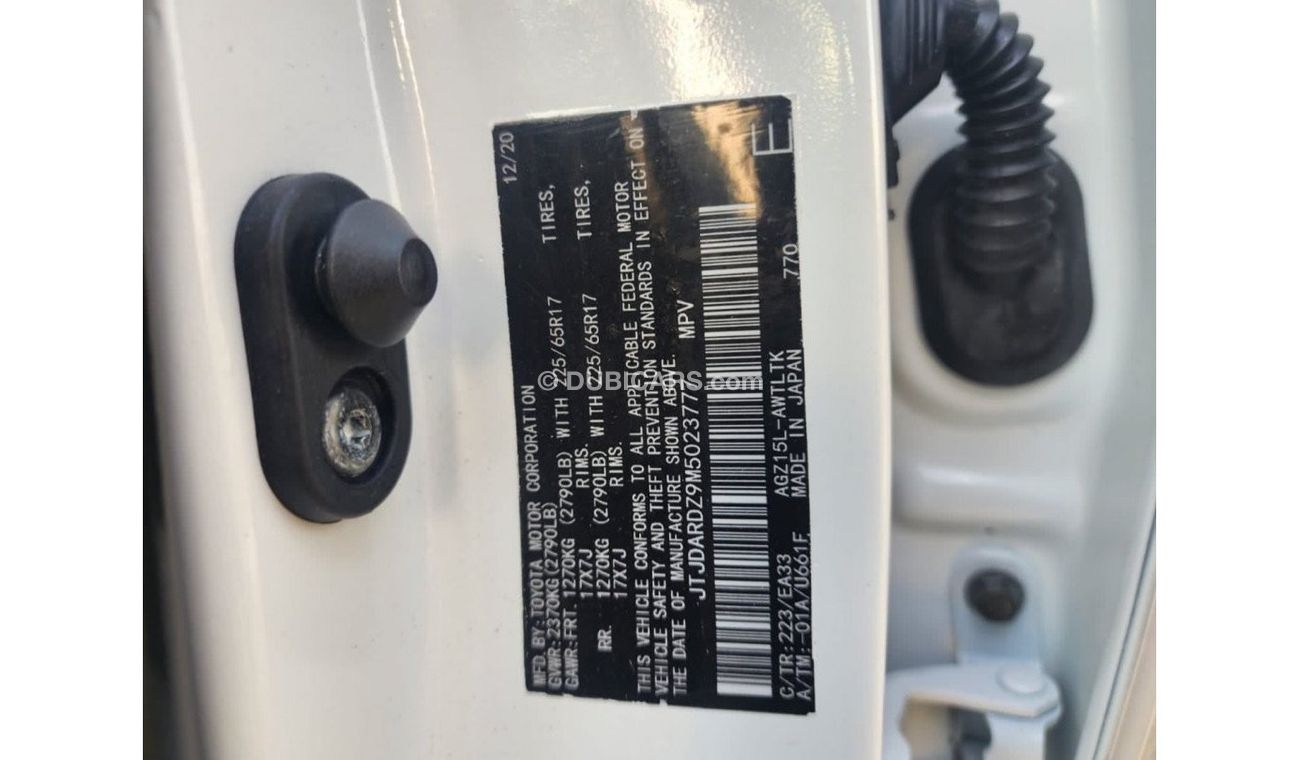 12/20
MFD. BY: TOYOTA MOTOR CORPORATION
GVWR: 2370KG(2790LB)
GAWR: FRT. 1270KG (2790LB) WITH 225/65R17 TIRES,
17X7J RIMS.
RR. 1270KG (2790LB) WITH 225/65R17 TIRES,
17X7J RIMS.
THIS VEHICLE CONFORMS TO ALL APPLICABLE FEDERAL MOTOR
VEHICLE SAFETY AND THEFT PREVENTION STANDARDS IN EFFECT ON
THE DATE OF MANUFACTURE SHOWN ABOVE.
MPV
E
C/TR:223/EA33 AGZ15L-AWTLTK 770
A/TM:-01A/U661F MADE IN JAPAN
© DUBICARS.com